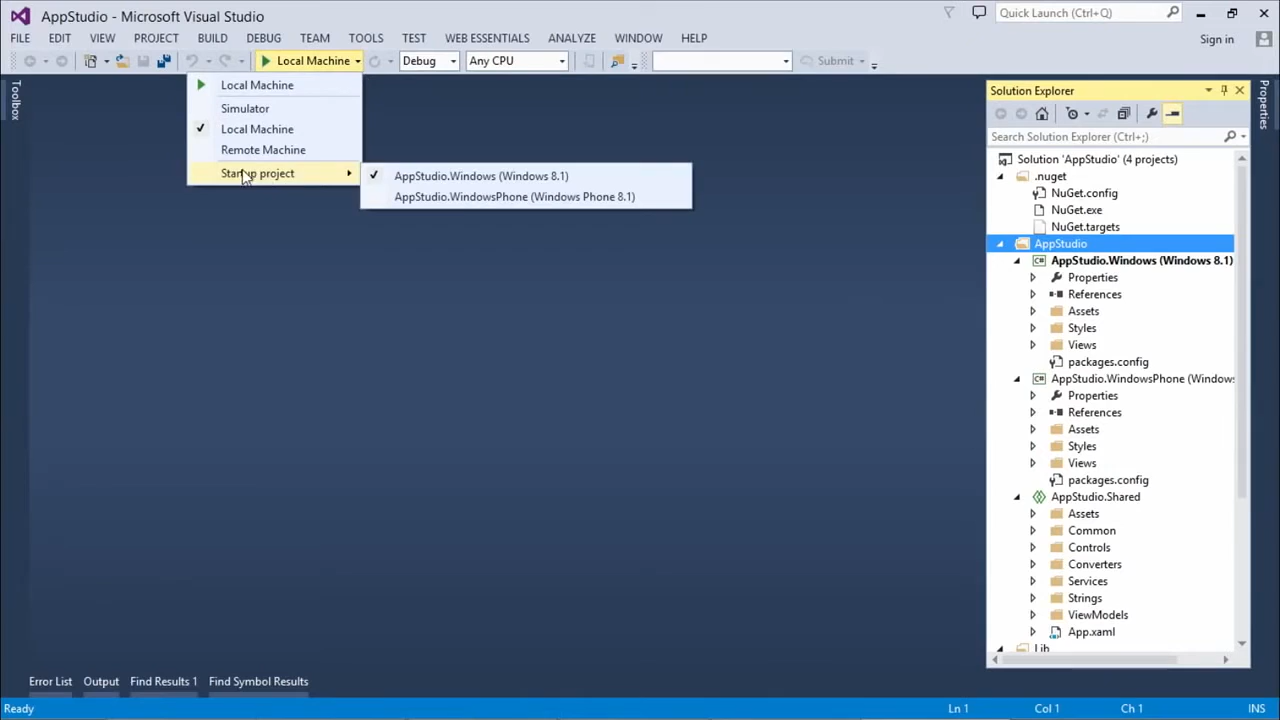 AppStudio - Microsoft Visual Studio
Quick Launch (Ctrl+Q)
FILE EDIT VIEW PROJECT BUILD DEBUG TEAM TOOLS TEST WEB ESSENTIALS ANALYZE WINDOW HELP
Sign in
Local Machine Debug Any CPU Submit
Toolbox
Local Machine
Simulator
Local Machine
Remote Machine
Startup project
AppStudio.Windows (Windows 8.1)
AppStudio.WindowsPhone (Windows Phone 8.1)
Solution Explorer
Search Solution Explorer (Ctrl+;)
Solution 'AppStudio' (4 projects)
.nuget
NuGet.config
NuGet.exe
NuGet.targets
AppStudio
AppStudio.Windows (Windows 8.1)
Properties
References
Assets
Styles
Views
packages.config
AppStudio.WindowsPhone (Windows
Properties
References
Assets
Styles
Views
packages.config
AppStudio.Shared
Assets
Common
Controls
Converters
Services
Strings
ViewModels
App.xaml
Lib
Properties
Error List Output Find Results 1 Find Symbol Results
Ready Ln 1 Col 1 Ch 1 INS